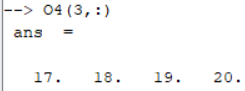 --> O4(3,:)
ans  =
17.   18.   19.   20.